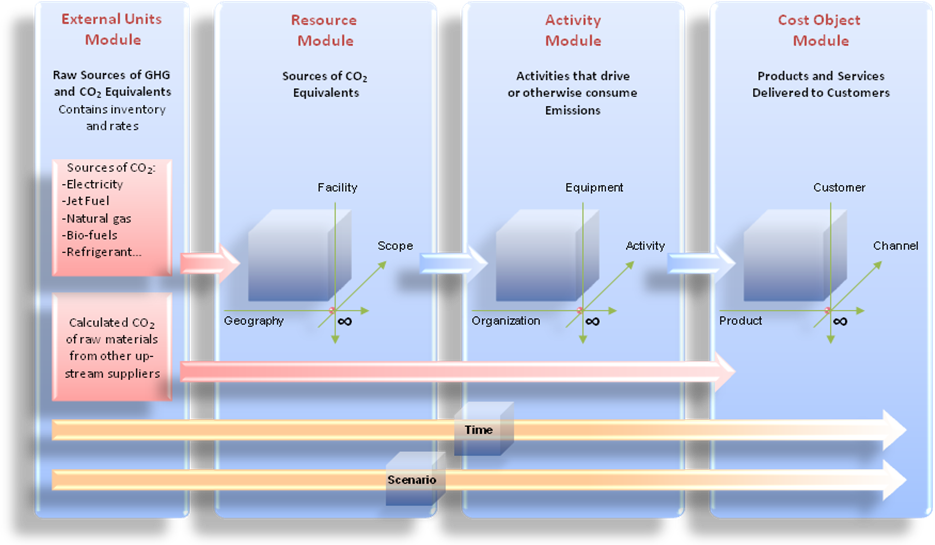 External Units
Module
Raw Sources of GHG
and CO₂ Equivalents
Contains inventory
and rates
Sources of CO₂:
-Electricity
-Jet Fuel
-Natural gas
-Bio-fuels
-Refrigerant...
Calculated CO₂
of raw materials
from other up-
stream suppliers
Resource
Module
Sources of CO₂
Equivalents
Facility
Scope
Geography
∞
Activity
Module
Activities that drive
or otherwise consume
Emissions
Equipment
Activity
Organization
∞
Cost Object
Module
Products and Services
Delivered to Customers
Customer
Channel
Product
∞
Time
Scenario